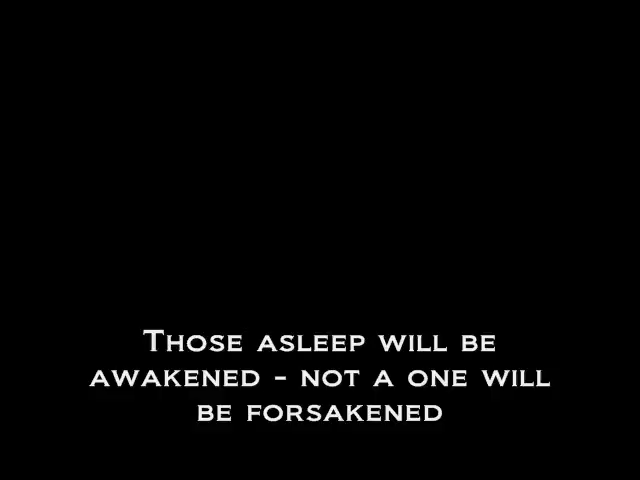 Those asleep will be
awakened - not a one will
be forsakened